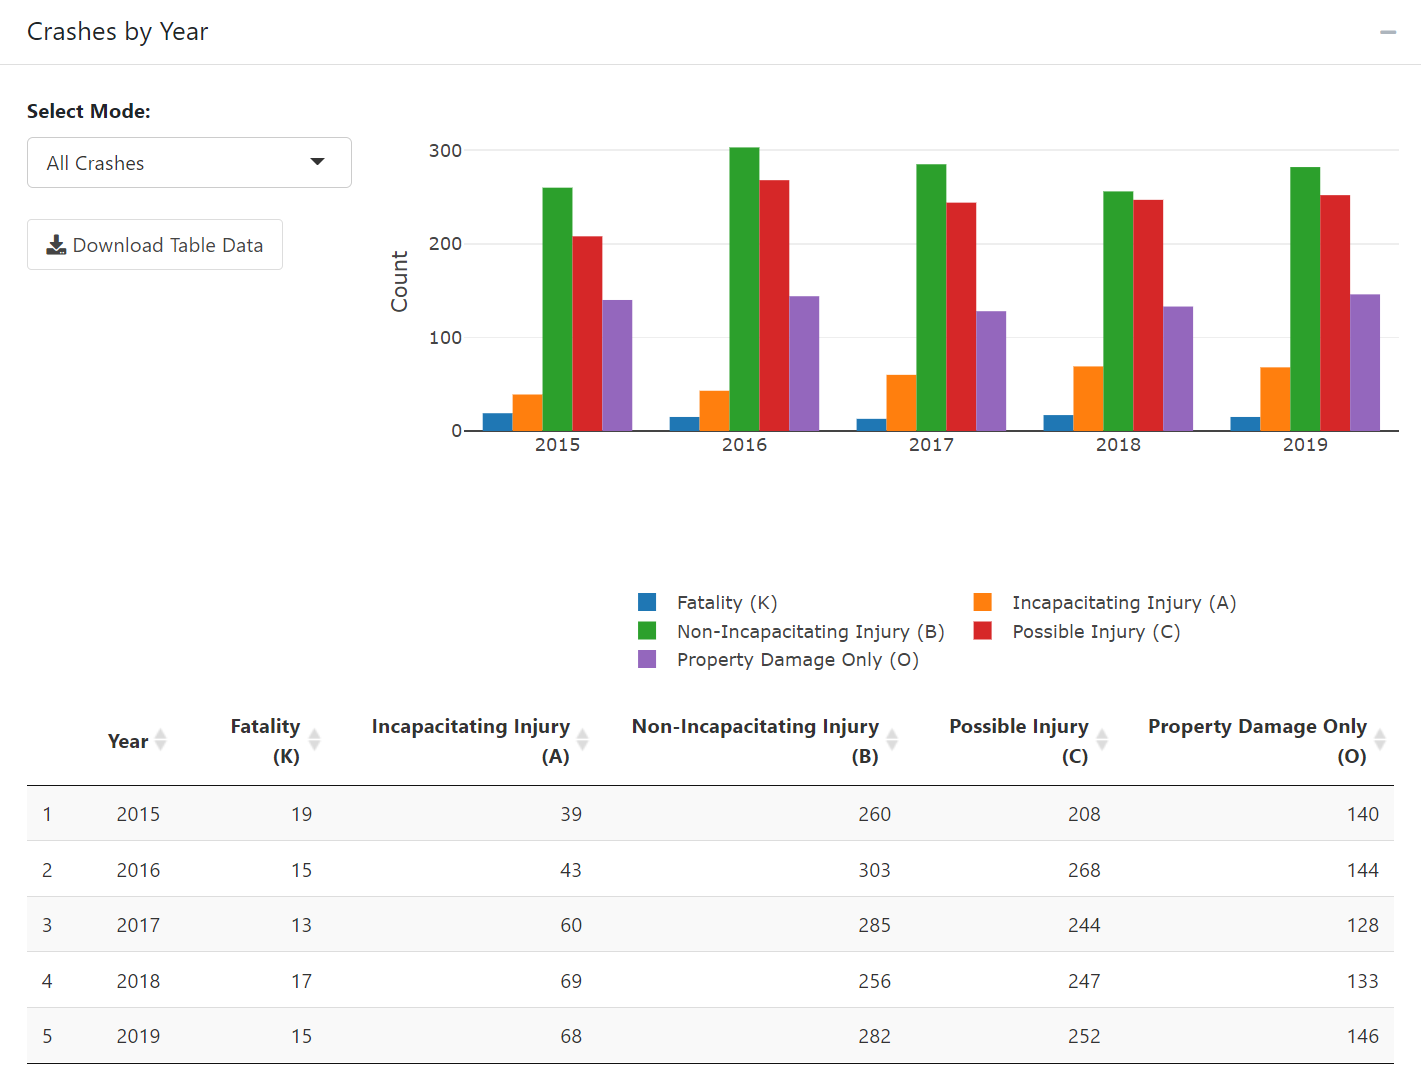 Crashes by Year
Select Mode:
All Crashes
Download Table Data
Count
300
200
100
0
2015 2016 2017 2018 2019
Fatality (K) Incapacitating Injury (A)
Non-Incapacitating Injury (B) Possible Injury (C)
Property Damage Only (O)
Year Fatality (K) Incapacitating Injury (A) Non-Incapacitating Injury (B) Possible Injury (C) Property Damage Only (O)
1 2015 19 39 260 208 140
2 2016 15 43 303 268 144
3 2017 13 60 285 244 128
4 2018 17 69 256 247 133
5 2019 15 68 282 252 146